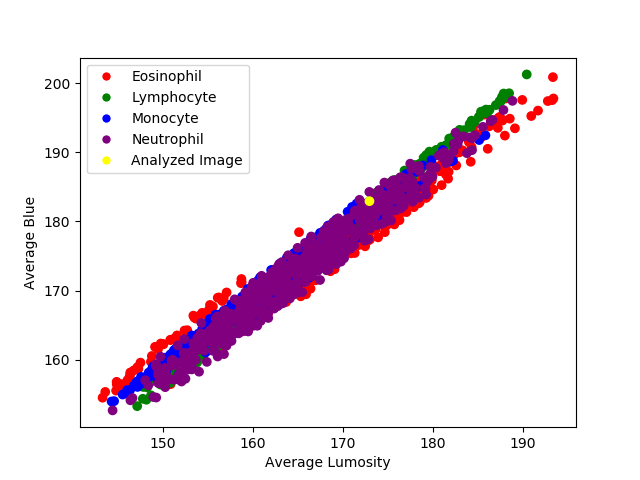 Eosinophil
Lymphocyte
Monocyte
Neutrophil
Analyzed Image
200
190
180
170
160
Average Blue
150 160 170 180 190
Average Lumosity